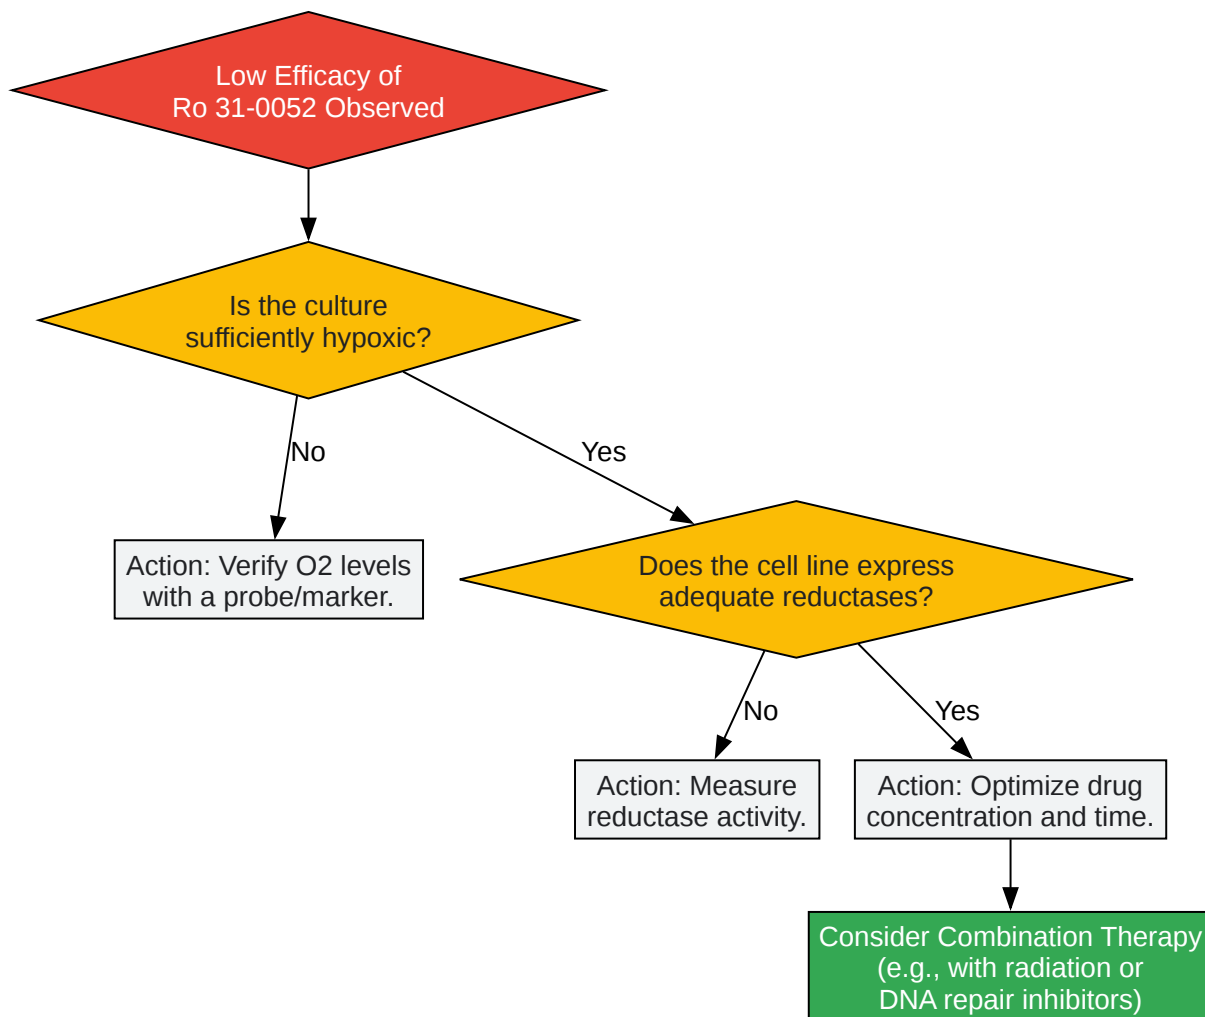 Low Efficacy of
Ro 31-0052 Observed
Is the culture
sufficiently hypoxic?
No
Yes
Action: Verify O2 levels
with a probe/marker.
Does the cell line express
adequate reductases?
No
Yes
Action: Measure
reductase activity.
Action: Optimize drug
concentration and time.
Consider Combination Therapy
(e.g., with radiation or
DNA repair inhibitors)